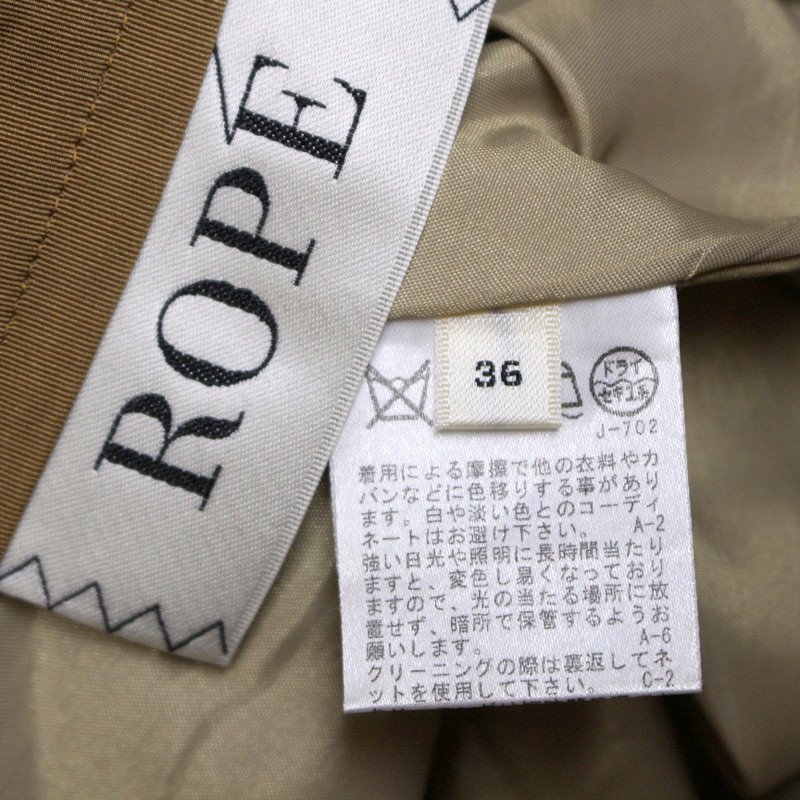 ROPÉ
36
ドライ
セキユ系
J-702
着用による摩擦で他の衣料やカ
バンなどに色移りする事があり
ます。白や淡い色とのコーディ
ネートはお避け下さい。 A-2
強い日光や照明に長時間当たり
ますと、変色し易くなっており
ますので、光の当たる場所に放
置せず、暗所で保管するようお
願いします。 A-6
クリーニングの際は裏返してネ
ットを使用して下さい。 C-2